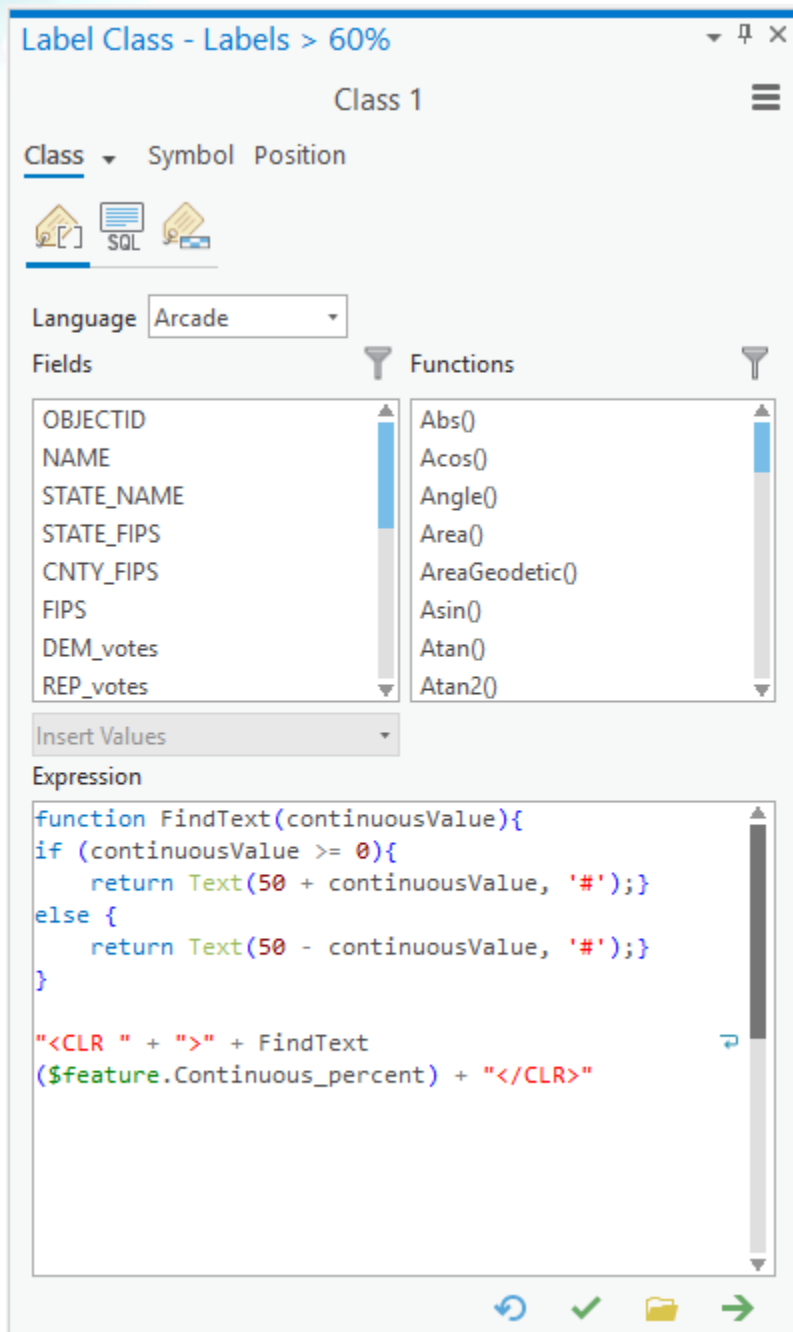 Label Class - Labels > 60%
Class 1
Class Symbol Position
SQL
Language Arcade
Fields Functions
OBJECTID Abs()
NAME Acos()
STATE_NAME Angle()
STATE_FIPS Area()
CNTY_FIPS AreaGeodetic()
FIPS Asin()
DEM_votes Atan()
REP_votes Atan2()
Insert Values
Expression
function FindText(continuousValue){
if (continuousValue >= 0){
    return Text(50 + continuousValue, '#');}
else {
    return Text(50 - continuousValue, '#');}
}
"<CLR " + ">" + FindText
($feature.Continuous_percent) + "</CLR>"